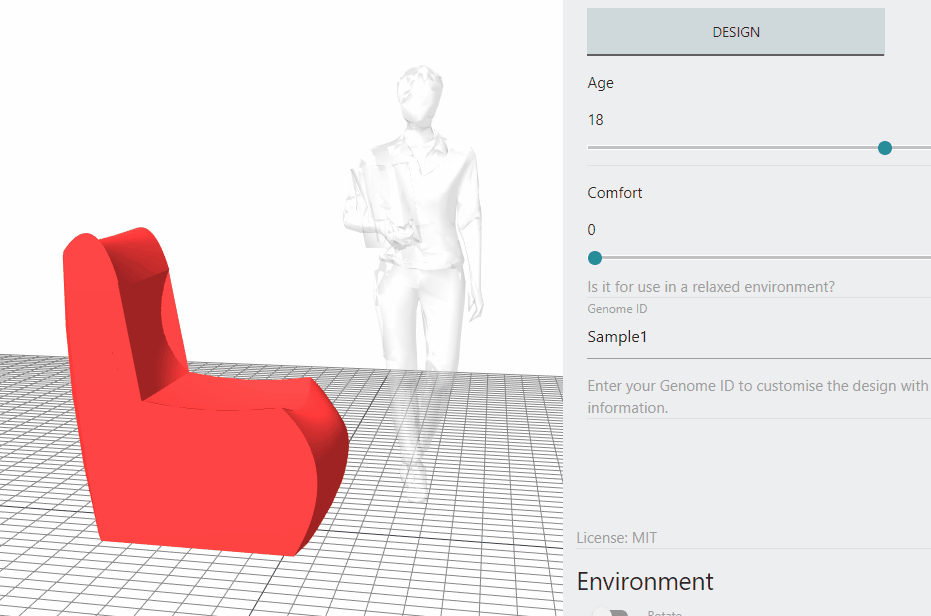 DESIGN
Age
18
Comfort
0
Is it for use in a relaxed environment?
Genome ID
Sample1
Enter your Genome ID to customise the design with
information.
License: MIT
Environment
Rotate